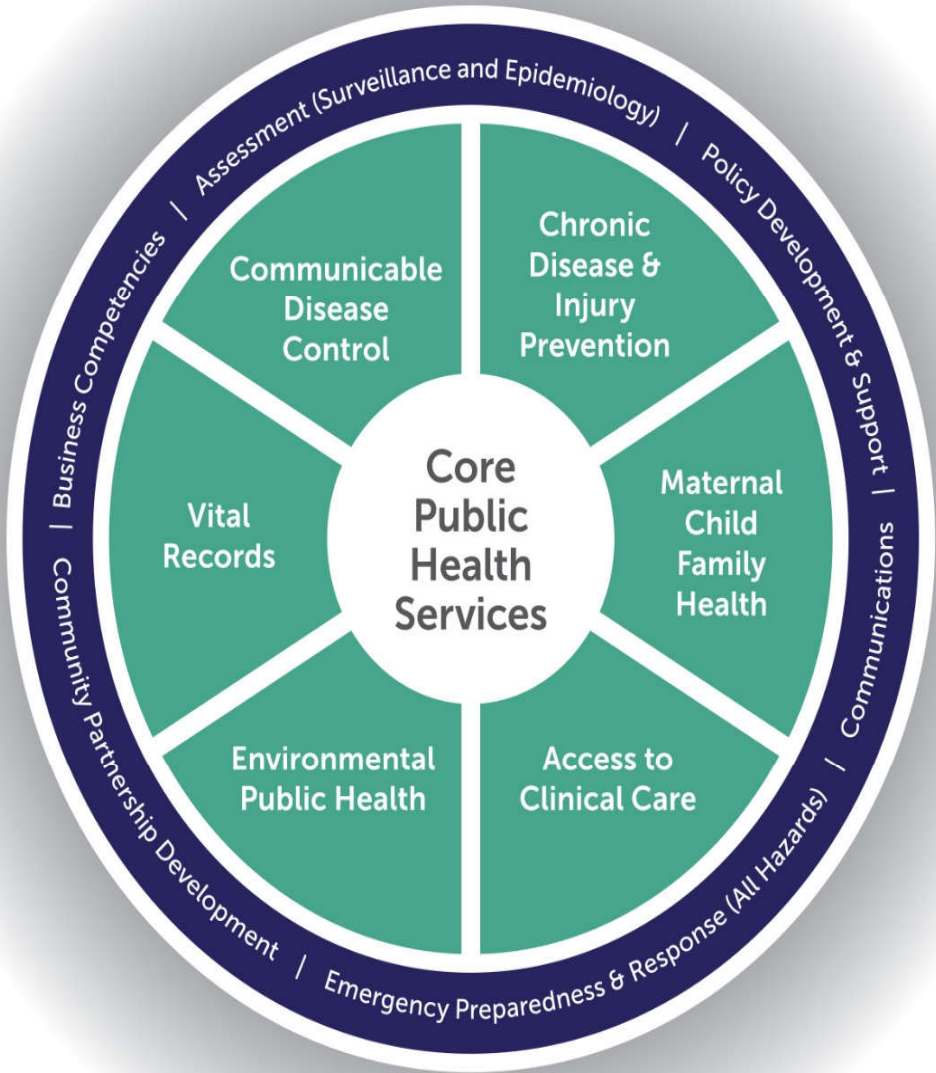 Assessment (Surveillance and Epidemiology) | Policy Development & Support | Communications | Emergency Preparedness & Response (All Hazards) | Community Partnership Development | Business Competencies |
Communicable
Disease
Control
Chronic
Disease &
Injury
Prevention
Maternal
Child
Family
Health
Access to
Clinical Care
Environmental
Public Health
Vital
Records
Core
Public
Health
Services